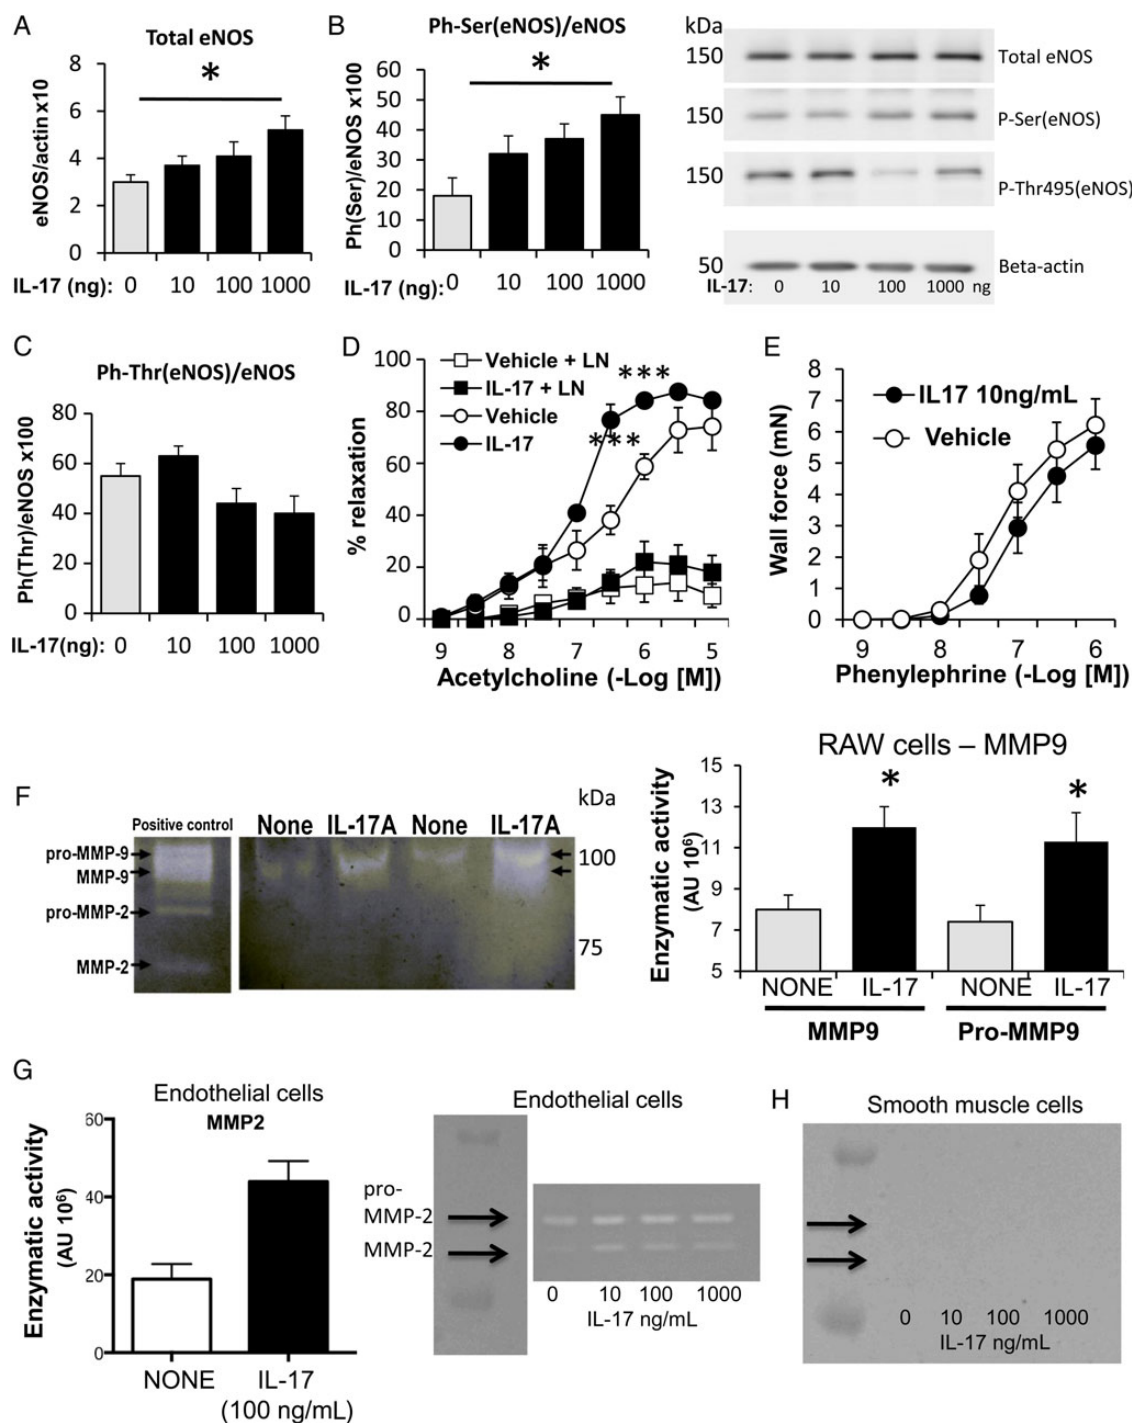 A
Total eNOS
*
eNOS/actin x10
8
6
4
2
0
IL-17 (ng): 0 10 100 1000
B
Ph-Ser(eNOS)/eNOS
*
Ph(Ser)/eNOS x100
60
50
40
30
20
10
0
IL-17 (ng): 0 10 100 1000
kDa
150 Total eNOS
150 P-Ser(eNOS)
150 P-Thr495(eNOS)
50 Beta-actin
IL-17: 0 10 100 1000 ng
C
Ph-Thr(eNOS)/eNOS
Ph(Thr)/eNOS x100
80
60
40
20
0
IL-17(ng): 0 10 100 1000
D
Vehicle + LN
IL-17 + LN
Vehicle
IL-17
***
***
% relaxation
100
80
60
40
20
0
9 8 7 6 5
Acetylcholine (-Log [M])
E
IL17 10ng/mL
Vehicle
Wall force (mN)
8
7
6
5
4
3
2
1
0
9 8 7 6
Phenylephrine (-Log [M])
F
Positive control
None IL-17A None IL-17A
kDa
pro-MMP-9
MMP-9
pro-MMP-2
MMP-2
100
75
RAW cells – MMP9
Enzymatic activity
(AU 10⁶)
15
13
11
9
7
5
* *
NONE IL-17 NONE IL-17
MMP9 Pro-MMP9
G
Endothelial cells
MMP2
Enzymatic activity
(AU 10⁶)
60
40
20
0
NONE IL-17
(100 ng/mL)
Endothelial cells
pro-
MMP-2
MMP-2
0 10 100 1000
IL-17 ng/mL
H
Smooth muscle cells
0 10 100 1000
IL-17 ng/mL